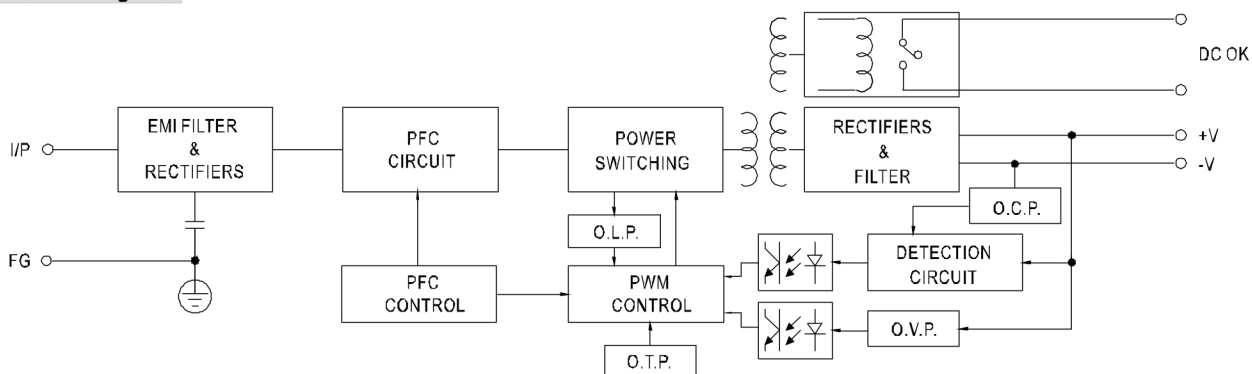 DC OK
I/P
EMI FILTER
&
RECTIFIERS
PFC
CIRCUIT
POWER
SWITCHING
RECTIFIERS
&
FILTER
+V
-V
O.C.P.
O.L.P.
DETECTION
CIRCUIT
FG
PFC
CONTROL
PWM
CONTROL
O.V.P.
O.T.P.